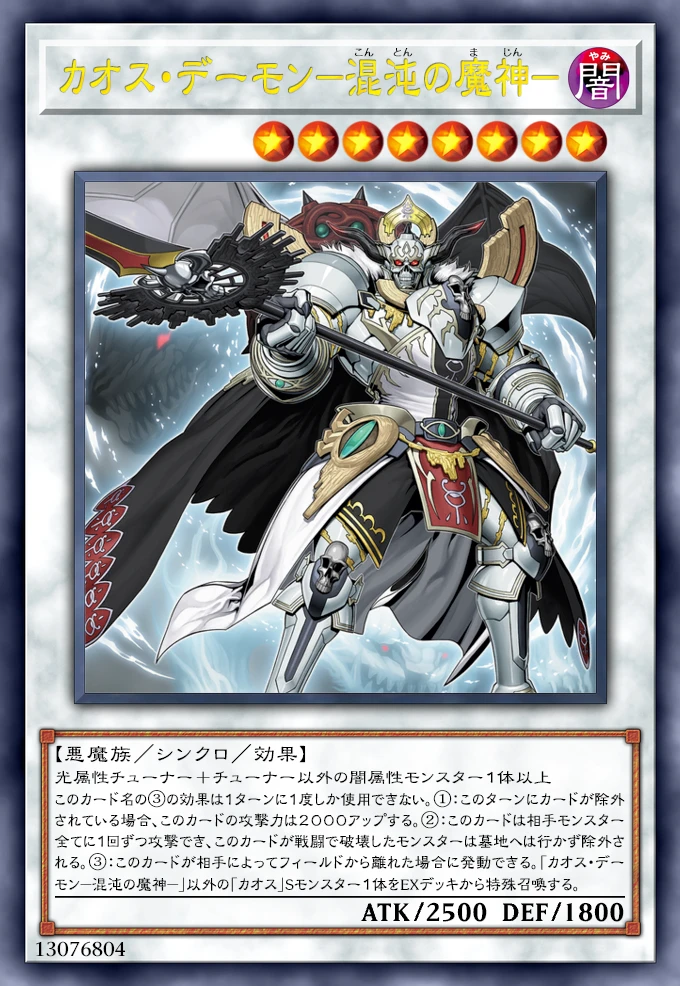 カオス・デーモン－混沌の魔神－
こん とん ま じん
やみ
闇
【悪魔族／シンクロ／効果】
光属性チューナー＋チューナー以外の闇属性モンスター１体以上
このカード名の③の効果は１ターンに１度しか使用できない。①：このターンにカードが除外
されている場合、このカードの攻撃力は２０００アップする。②：このカードは相手モンスター
全てに１回ずつ攻撃でき、このカードが戦闘で破壊したモンスターは墓地へは行かず除外さ
れる。③：このカードが相手によってフィールドから離れた場合に発動できる。「カオス・デー
モン－混沌の魔神－」以外の「カオス」Sモンスター１体をEXデッキから特殊召喚する。
ATK/2500 DEF/1800
13076804